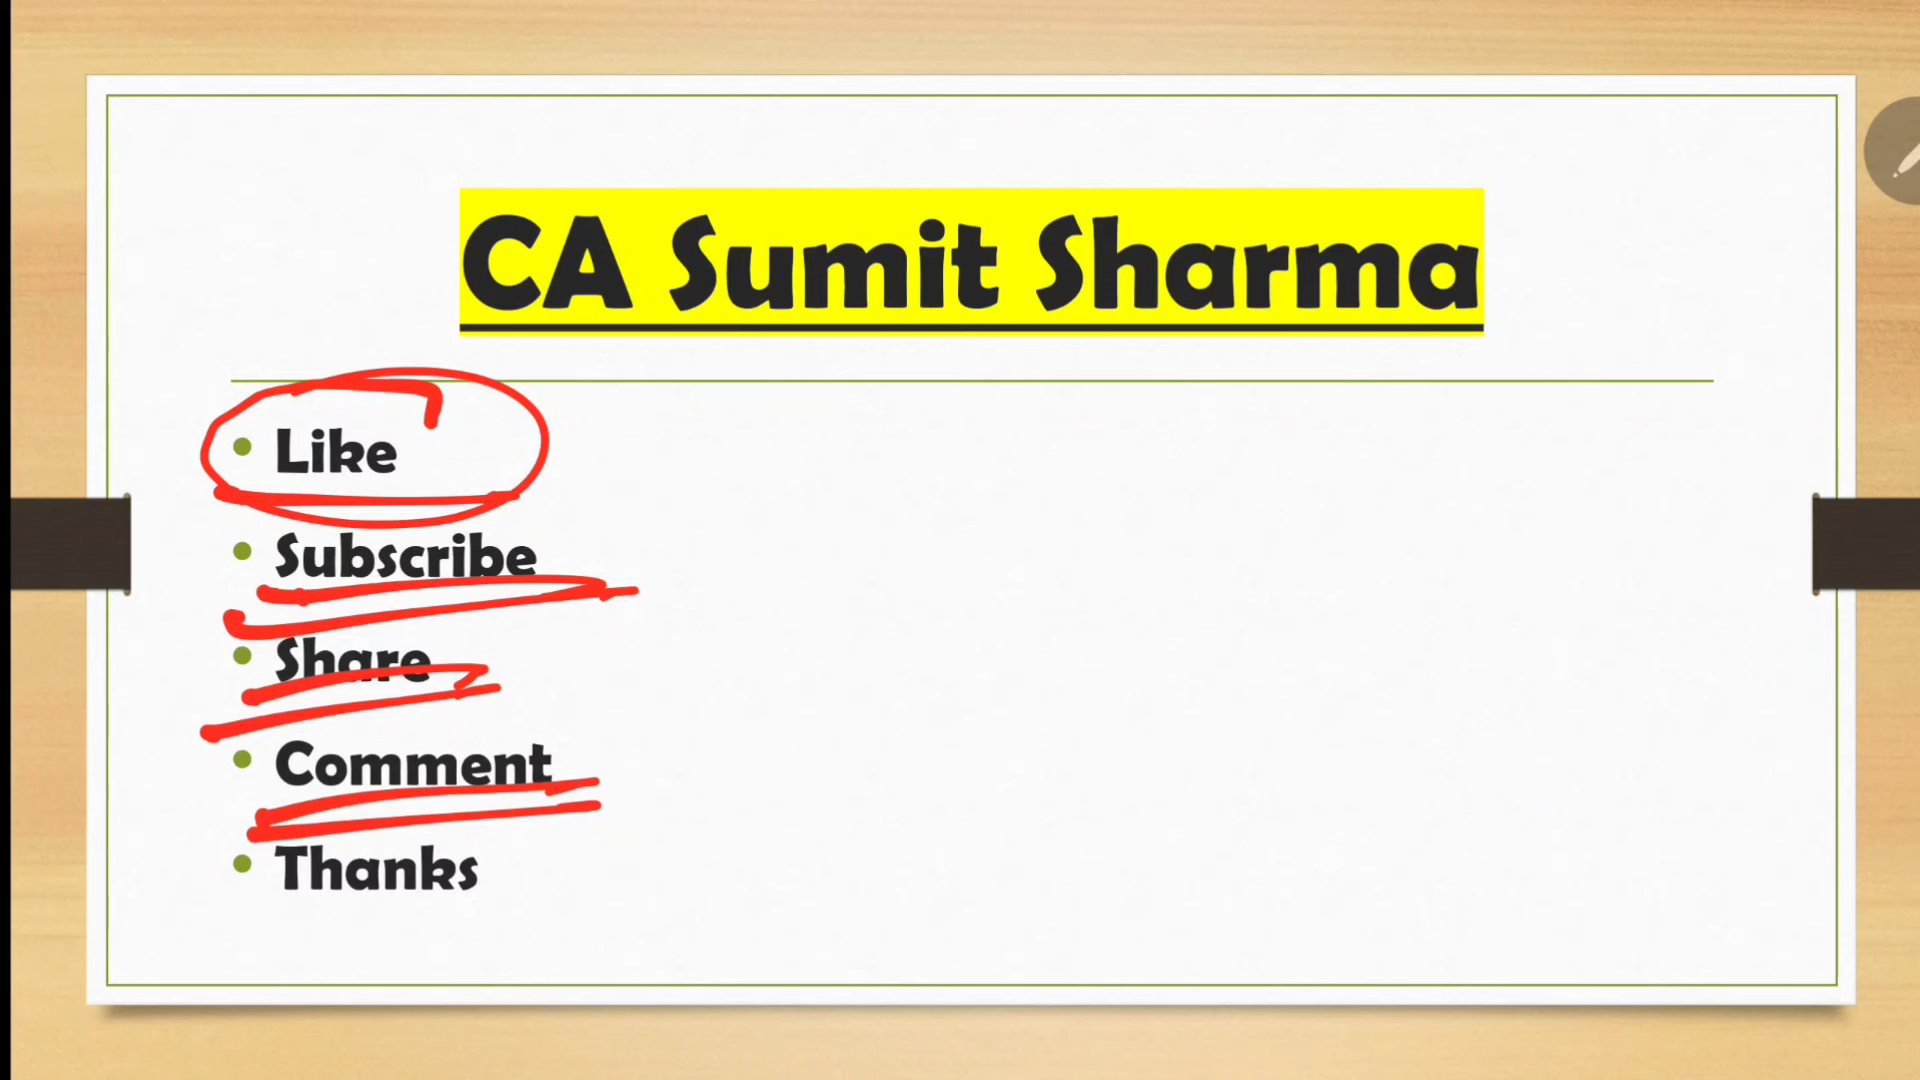 CA Sumit Sharma
Like
Subscribe
Share
Comment
Thanks